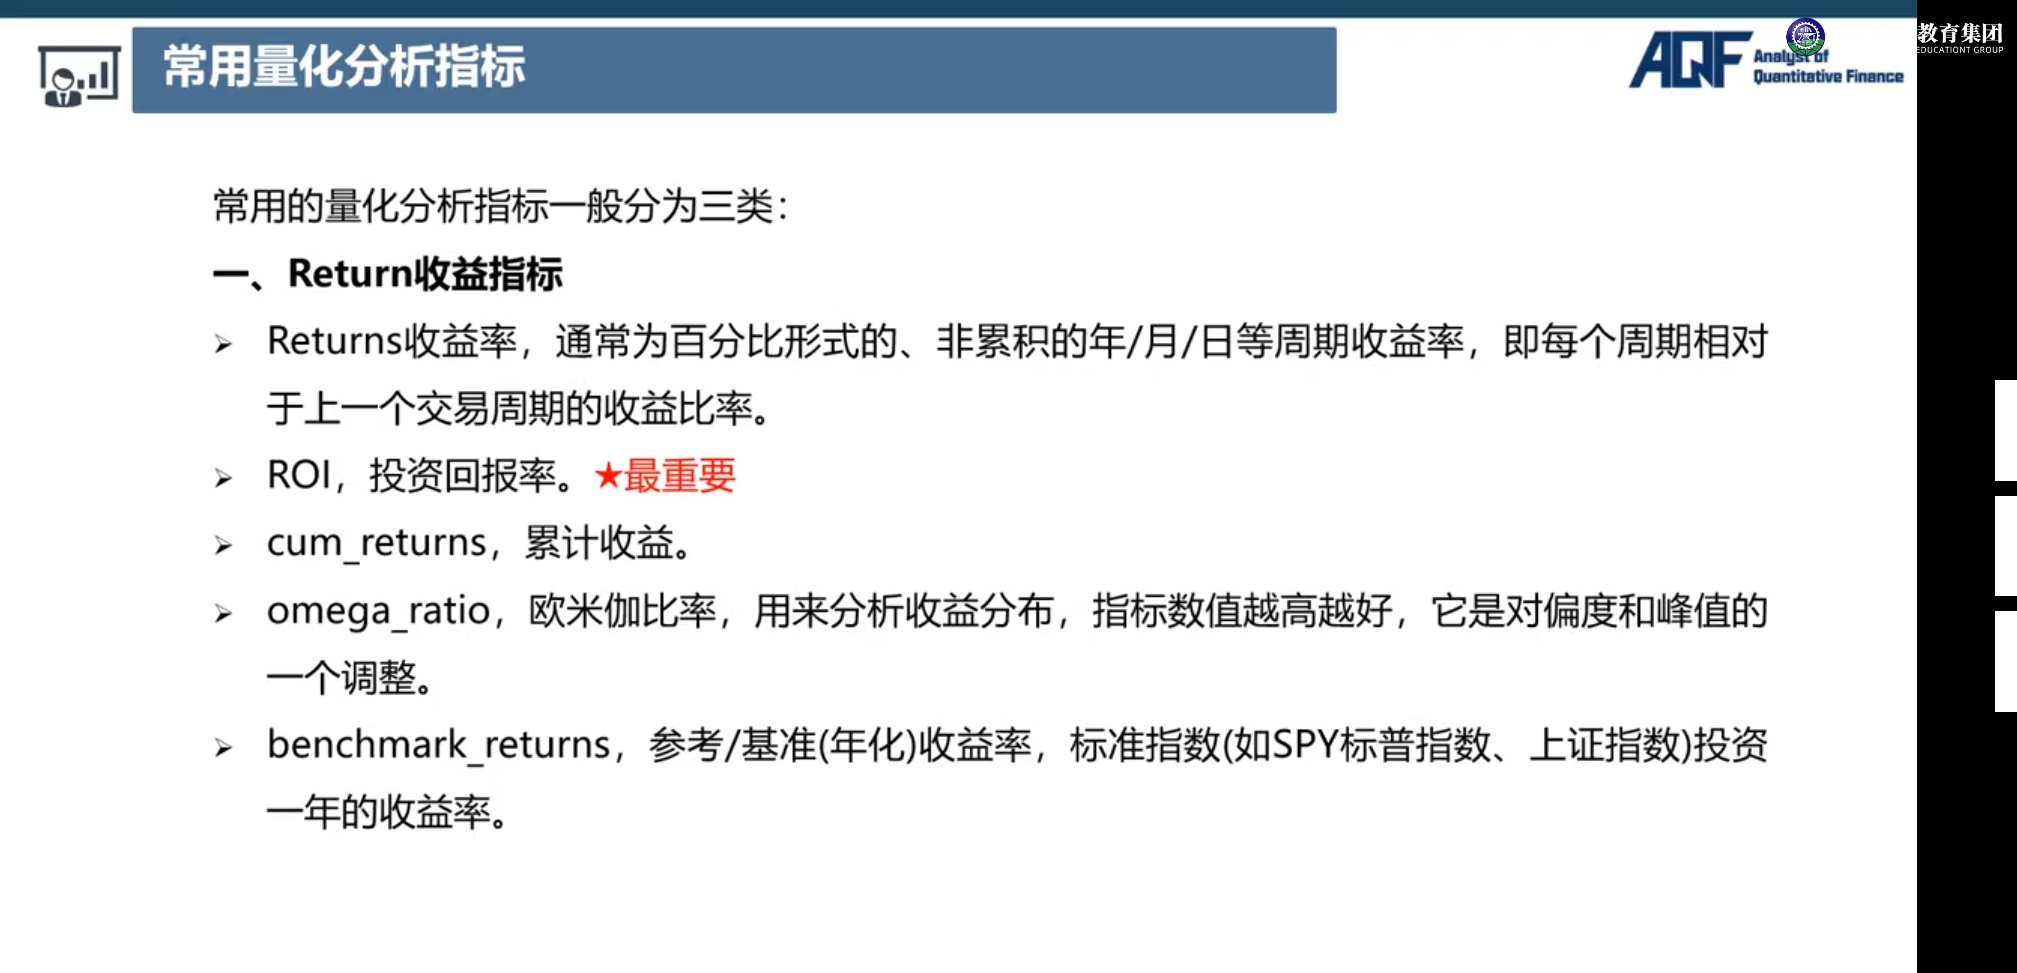 常用量化分析指标
AQF Analyst of
Quantitative Finance
教育集团
EDUCATIONT GROUP
常用的量化分析指标一般分为三类：
一、Return收益指标
➢ Returns收益率，通常为百分比形式的、非累积的年/月/日等周期收益率，即每个周期相对
于上一个交易周期的收益比率。
➢ ROI，投资回报率。★最重要
➢ cum_returns，累计收益。
➢ omega_ratio，欧米伽比率，用来分析收益分布，指标数值越高越好，它是对偏度和峰值的
一个调整。
➢ benchmark_returns，参考/基准(年化)收益率，标准指数(如SPY标普指数、上证指数)投资
一年的收益率。